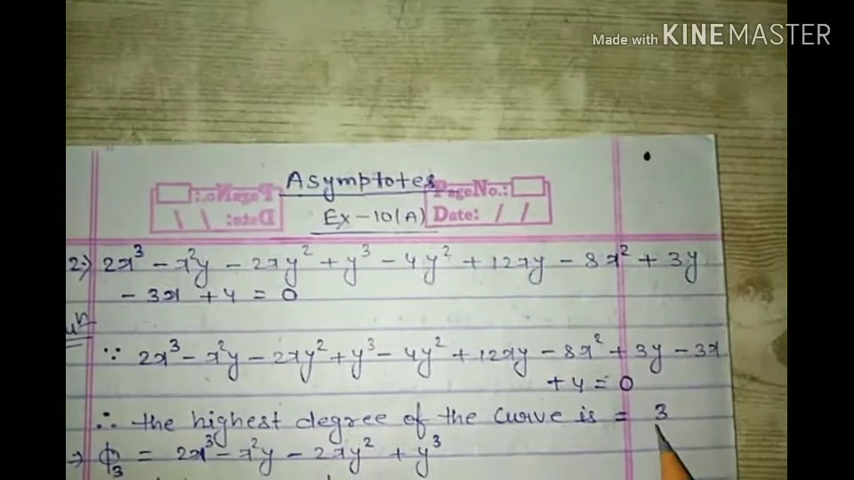 Made with KINEMASTER
Asymptotes
PageNo.:
Ex-10(A)
Date: / /
2:) 2x³ - x²y - 2xy² + y³ - 4y² + 12xy - 8x² + 3y
- 3x + 4 = 0
∵ 2x³ - x²y - 2xy² + y³ - 4y² + 12xy - 8x² + 3y - 3x
+ 4 = 0
∴ the highest degree of the curve is = 3
⇒ ϕ₃ = 2x³ - x²y - 2xy² + y³